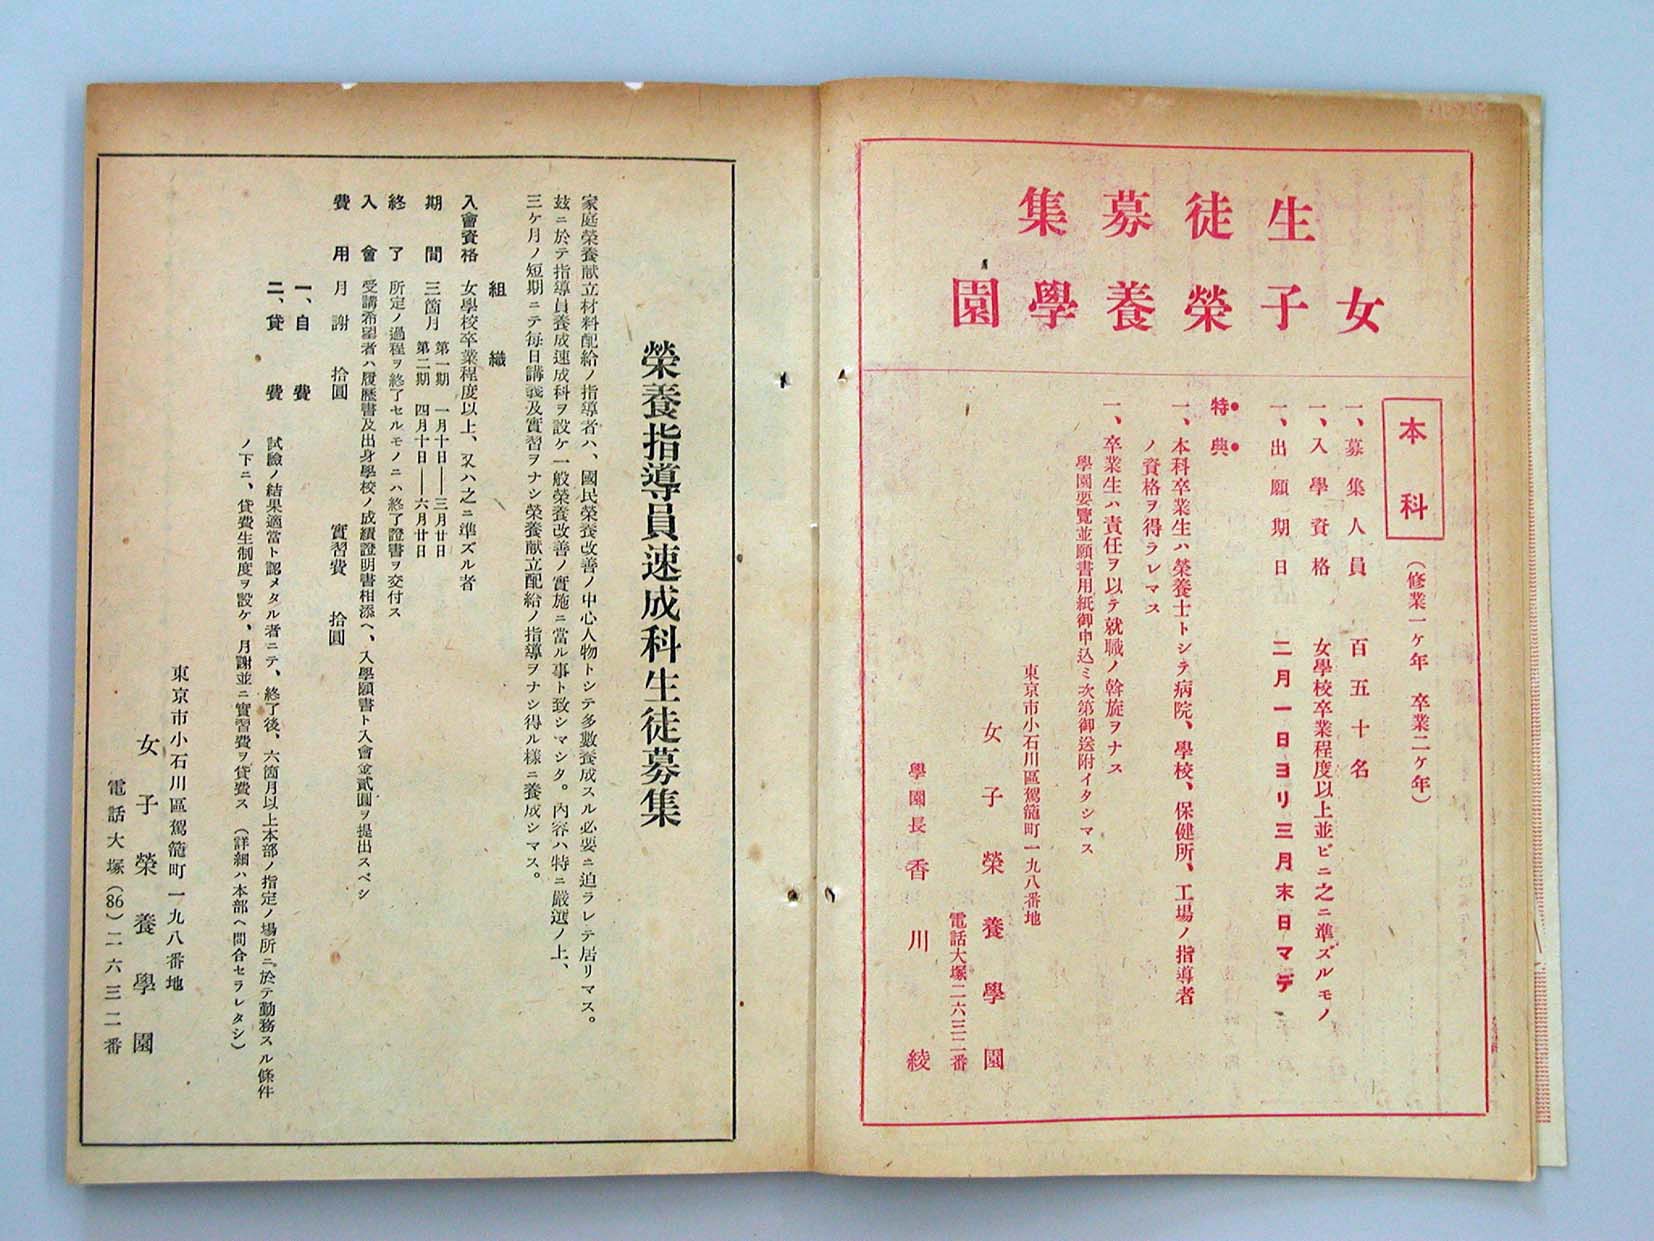 生徒募集
女子榮養學園
本科
(修業一ケ年 卒業二ケ年)
一、募集人員 百五十名
一、入學資格 女學校卒業程度以上並ビニ之ニ準ズルモノ
一、出願期日 二月一日ヨリ三月末日マデ
特典
一、本科卒業生ハ榮養士トシテ病院、學校、保健所、工場ノ指導者
ノ資格ヲ得ラレマス
一、卒業生ハ責任ヲ以テ就職ノ斡旋ヲナス
學園要覽並願書用紙御申込ミ次第御送附イタシマス
東京市小石川區駕籠町一九八番地
女子榮養學園
電話大塚二六三二番
學園長 香川綾
榮養指導員速成科生徒募集
家庭榮養献立材料配給ノ指導者ハ、國民榮養改善ノ中心人物トシテ多數養成スル必要ニ迫ラレテ居リマス。
玆ニ於テ指導員養成速成科ヲ設ケ一般榮養改善ノ實施ニ當ル事ト致シマシタ。內容ハ特ニ嚴選ノ上、
三ケ月ノ短期ニテ每日講義及實習ヲナシ榮養献立配給ノ指導ヲナシ得ル樣ニ養成シマス。
組織
入會資格 女學校卒業程度以上、又ハ之ニ準ズル者
期間 三箇月 第一期 一月十日――三月廿日
第二期 四月十日――六月廿日
終了 所定ノ過程ヲ終了セルモノニハ終了證書ヲ交付ス
入會 受講希望者ハ履歷書及出身學校ノ成績證明書相添ヘ、入學願書ト入會金貳圓ヲ提出スベシ
費用 月謝 拾圓 實習費 拾圓
一、自費
二、貸費 試驗ノ結果適當ト認メタル者ニテ、終了後、六箇月以上本部ノ指定ノ場所ニ於テ勤務スル條件
ノ下ニ、貸費生制度ヲ設ケ、月謝並ニ實習費ヲ貸費ス (詳細ハ本部ヘ問合セラレタシ)
東京市小石川區駕籠町一九八番地
女子榮養學園
電話大塚(86)二六三二番